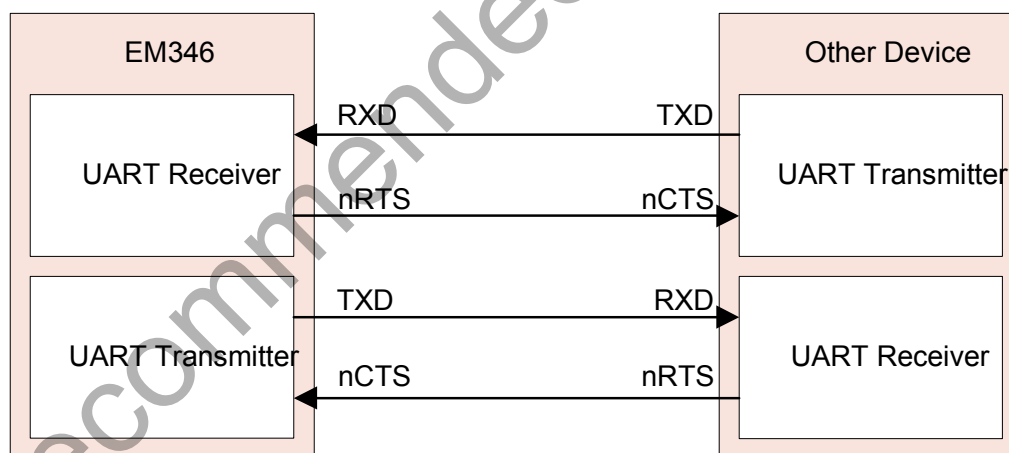 EM346
Other Device
RXD TXD
UART Receiver
UART Transmitter
nRTS nCTS
TXD RXD
UART Transmitter
UART Receiver
nCTS nRTS
ecommende